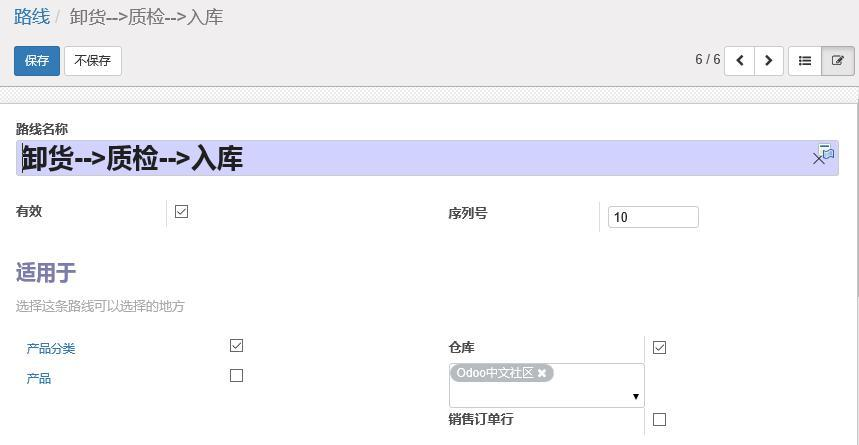 路线 / 卸货-->质检-->入库
保存 不保存 6 / 6
路线名称
卸货-->质检-->入库
有效 序列号 10
适用于
选择这条路线可以选择的地方
产品分类 仓库
Odoo中文社区
产品
销售订单行